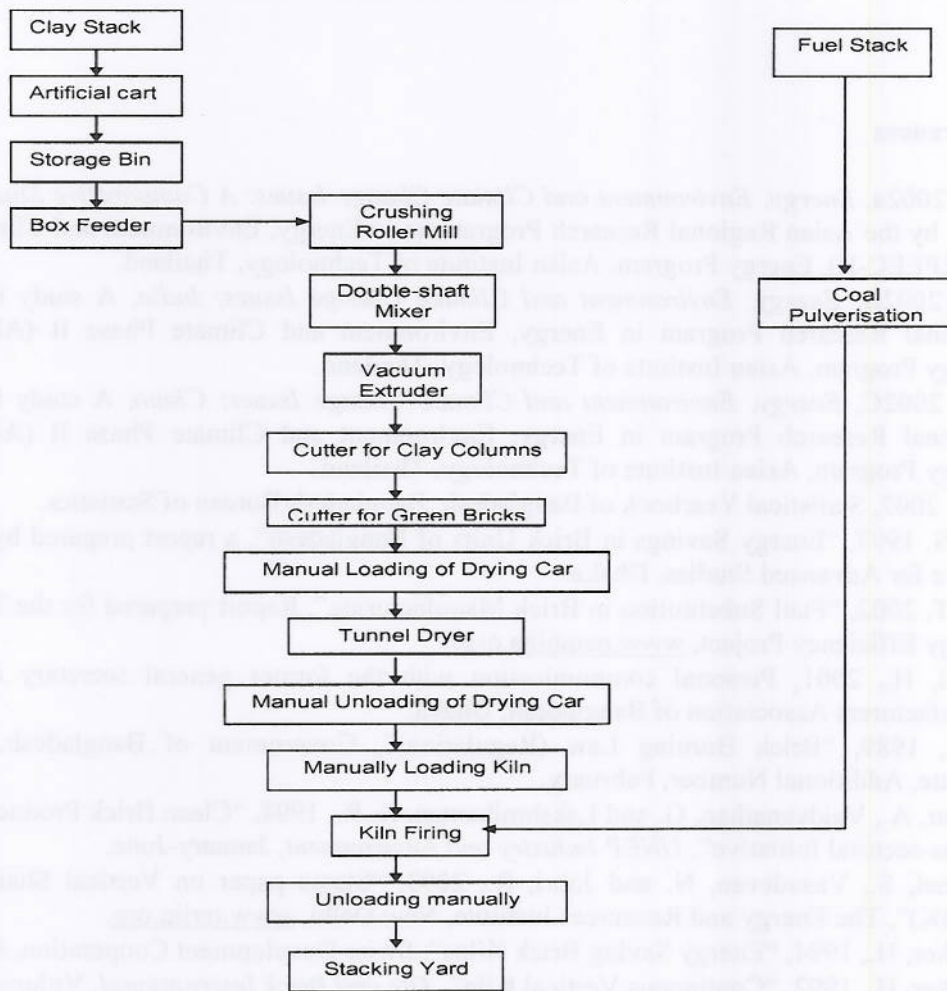 Clay Stack
Artificial cart
Storage Bin
Box Feeder
Crushing
Roller Mill
Double-shaft
Mixer
Vacuum
Extruder
Cutter for Clay Columns
Cutter for Green Bricks
Manual Loading of Drying Car
Tunnel Dryer
Manual Unloading of Drying Car
Manually Loading Kiln
Kiln Firing
Unloading manually
Stacking Yard
Fuel Stack
Coal
Pulverisation